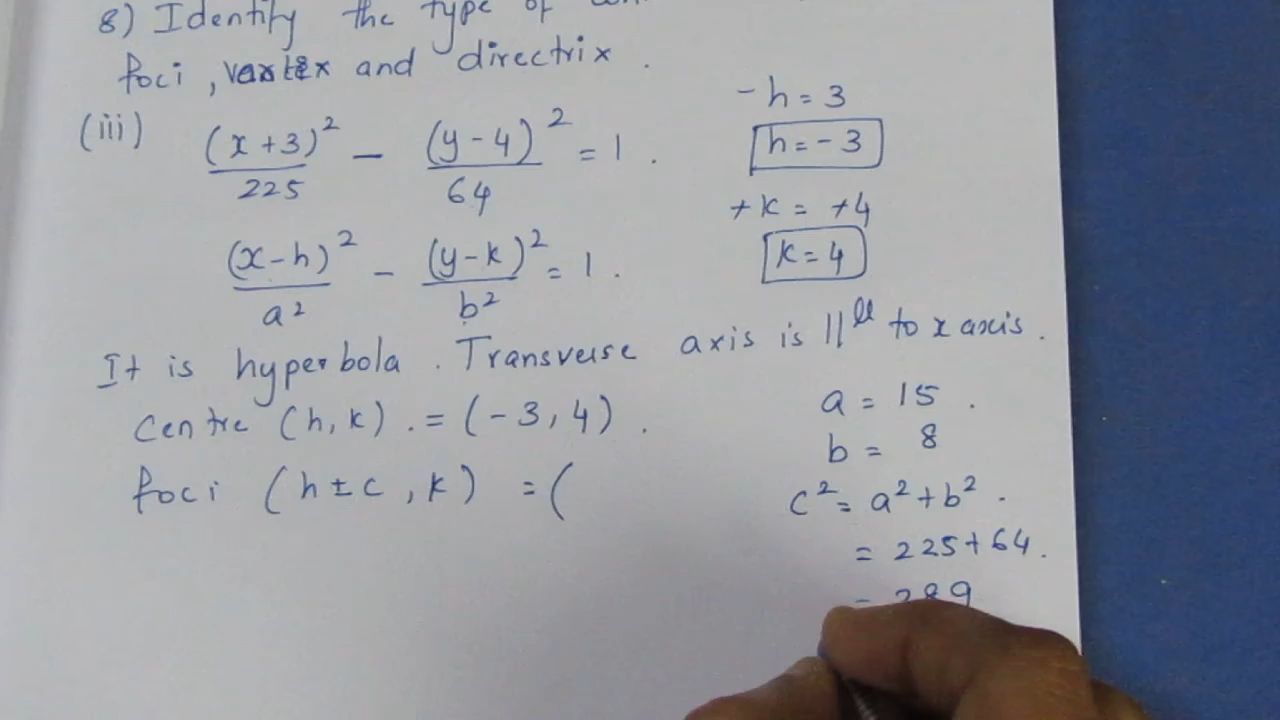 8) Identify the type of
foci, vertex and directrix .
(iii) (x+3)²/225 − (y−4)²/64 = 1 .
(x−h)²/a² − (y−k)²/b² = 1 .
−h = 3
h = −3
+k = +4
k = 4
It is hyperbola . Transverse axis is ||ˡˡ to x axis .
Centre (h, k) . = (−3, 4) .
foci (h±c, k) = (
a = 15 .
b = 8
c² = a² + b² .
= 225 + 64 .
= 289